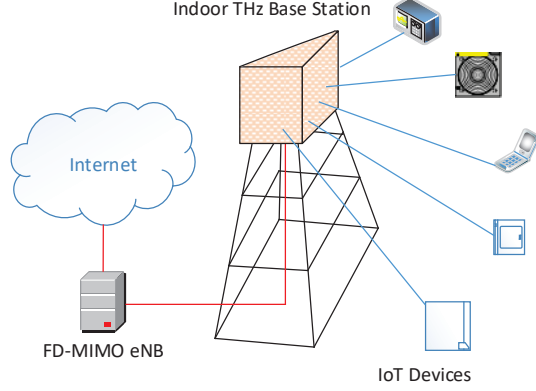 Indoor THz Base Station
Internet
FD-MIMO eNB
IoT Devices